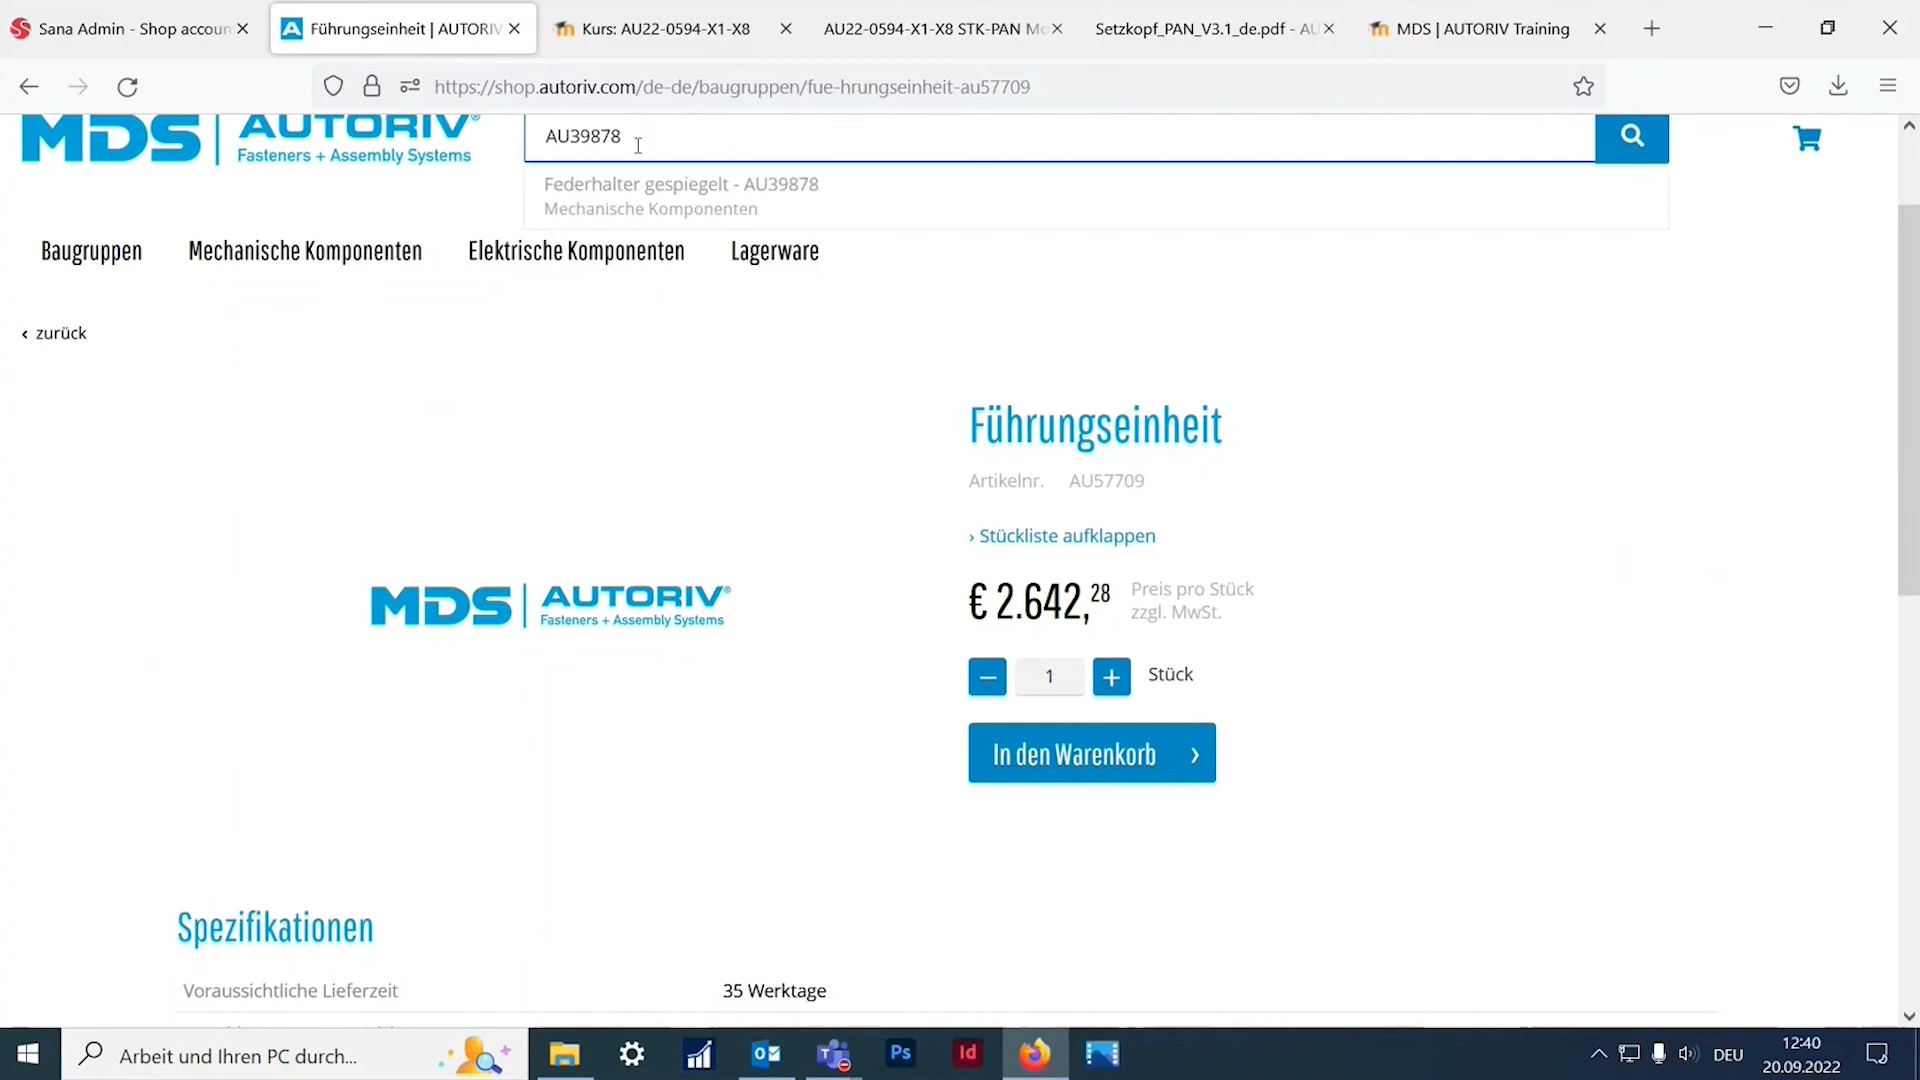 Sana Admin - Shop accoun
Führungseinheit | AUTORIV
Kurs: AU22-0594-X1-X8
AU22-0594-X1-X8 STK-PAN Mo
Setzkopf_PAN_V3.1_de.pdf - AU
MDS | AUTORIV Training
https://shop.autoriv.com/de-de/baugruppen/fue-hrungseinheit-au57709
MDS | AUTORIV®
Fasteners + Assembly Systems
AU39878
Federhalter gespiegelt - AU39878
Mechanische Komponenten
Baugruppen
Mechanische Komponenten
Elektrische Komponenten
Lagerware
‹ zurück
Führungseinheit
Artikelnr. AU57709
› Stückliste aufklappen
€ 2.642,28
Preis pro Stück
zzgl. MwSt.
MDS | AUTORIV®
Fasteners + Assembly Systems
− 1 + Stück
In den Warenkorb ›
Spezifikationen
Voraussichtliche Lieferzeit 35 Werktage
Arbeit und Ihren PC durch...
Ps
Id
DEU
12:40
20.09.2022